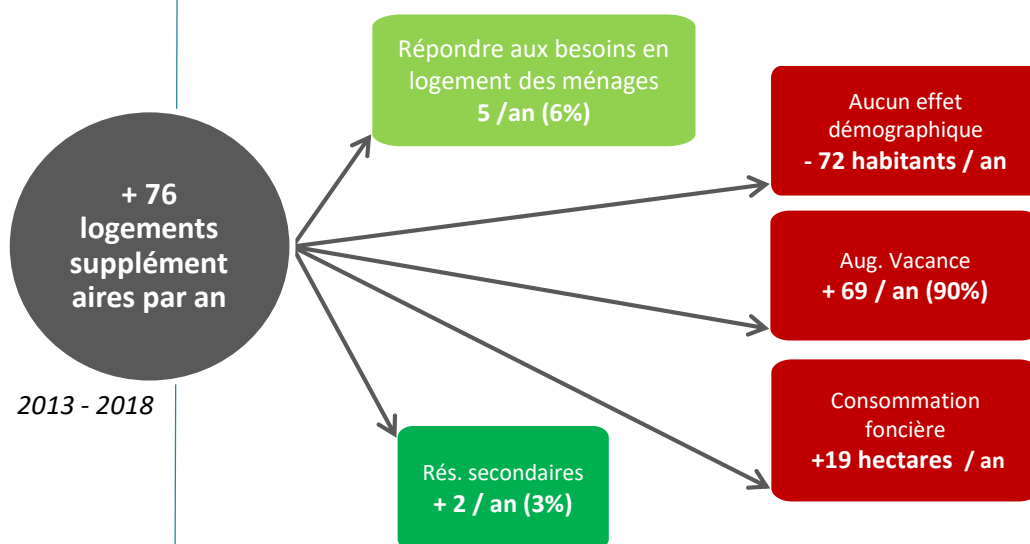 Répondre aux besoins en
logement des ménages
5 /an (6%)
Aucun effet
démographique
- 72 habitants / an
+ 76
logements
supplément
aires par an
Aug. Vacance
+ 69 / an (90%)
2013 - 2018
Consommation
foncière
+19 hectares / an
Rés. secondaires
+ 2 / an (3%)